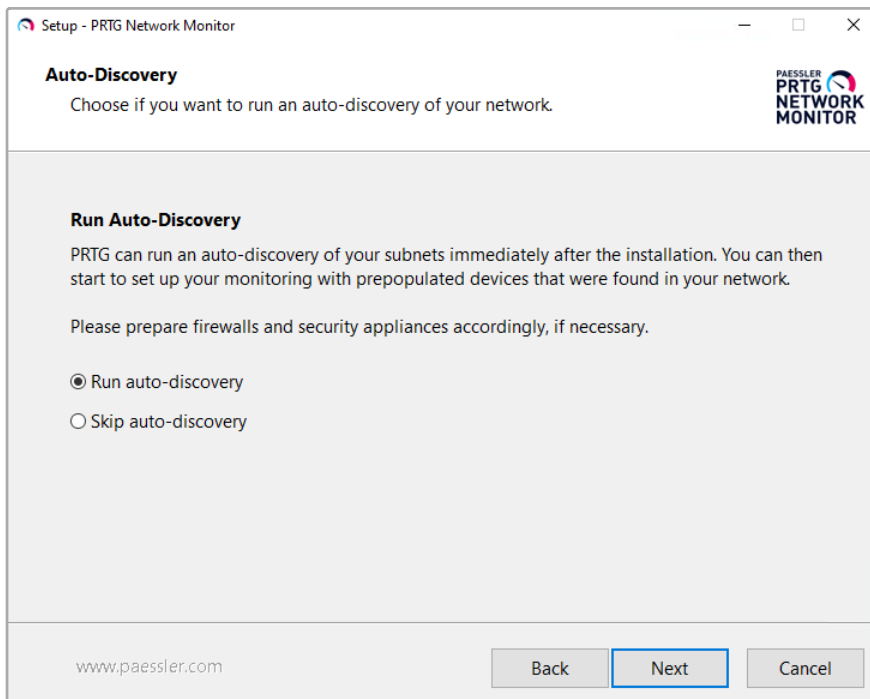 Setup - PRTG Network Monitor
Auto-Discovery
Choose if you want to run an auto-discovery of your network.
PAESSLER
PRTG
NETWORK
MONITOR
Run Auto-Discovery
PRTG can run an auto-discovery of your subnets immediately after the installation. You can then
start to set up your monitoring with prepopulated devices that were found in your network.
Please prepare firewalls and security appliances accordingly, if necessary.
Run auto-discovery
Skip auto-discovery
www.paessler.com
Back
Next
Cancel